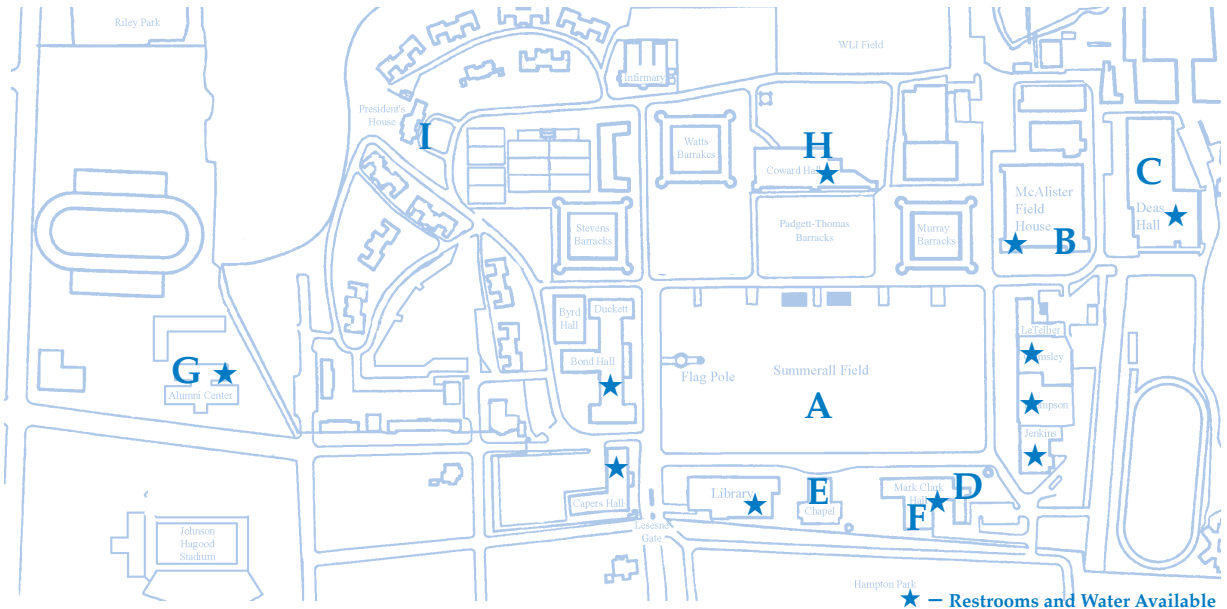 Riley Park
WLI Field
Infirmary
President's
House
I
Watts
Barrakcs
H
Coward Hall
McAlister
Field
House
B
C
Deas
Hall
Stevens
Barracks
Padgett-Thomas
Barracks
Murray
Barracks
Byrd
Hall
Duckett
Bond Hall
Flag Pole
Summerall Field
A
LeTellier
G
Alumni Center
Jenkins
Capers Hall
Library
E
Chapel
Mark Clark
Hall
D
F
Lesesne
Gate
Johnson
Hagood
Stadium
Hampton Park
★ – Restrooms and Water Available